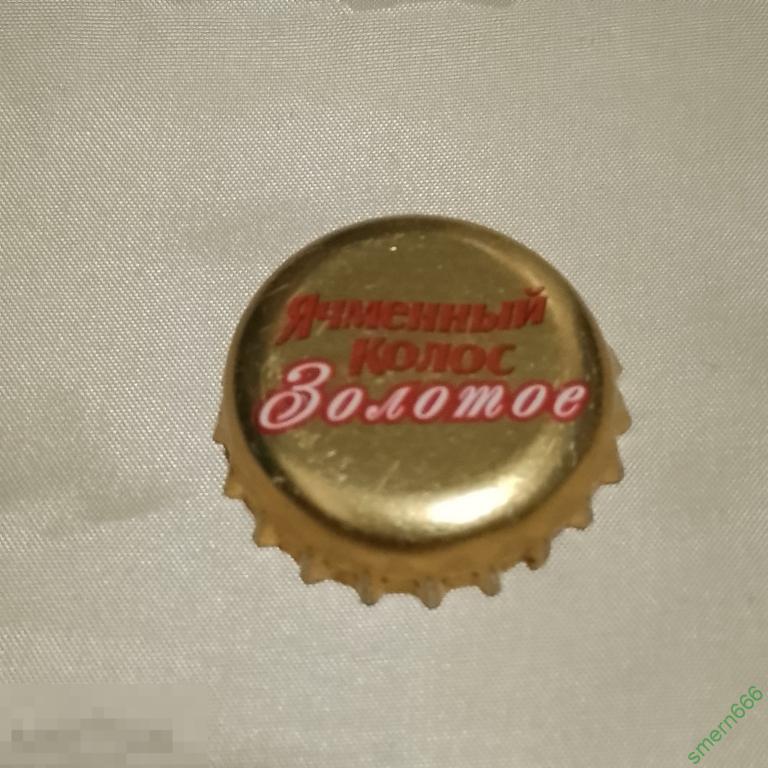 Ячменный
Колос
Золотое
smern666